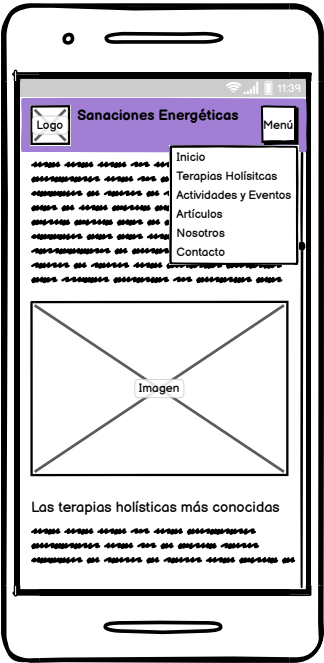 11:39
Logo
Sanaciones Energéticas
Menú
Inicio
Terapias Holísitcas
Actividades y Eventos
Artículos
Nosotros
Contacto
Imagen
Las terapias holísticas más conocidas